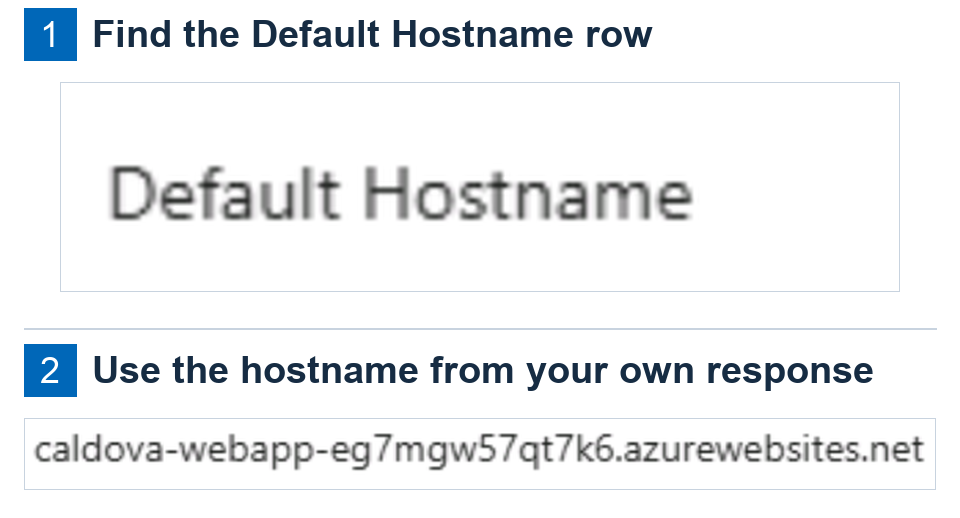 1 Find the Default Hostname row
Default Hostname
2 Use the hostname from your own response
caldova-webapp-eg7mgw57qt7k6.azurewebsites.net